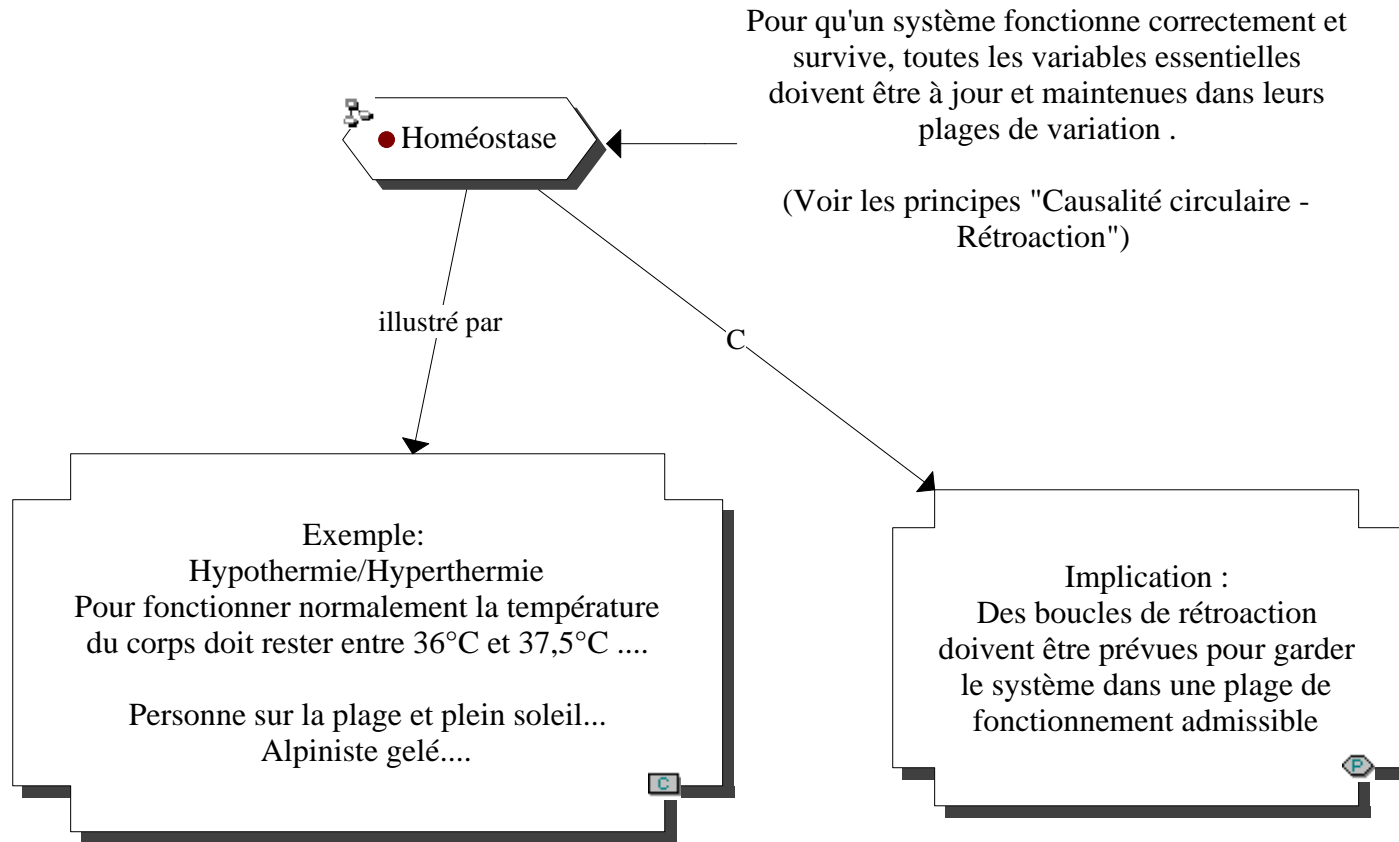 Pour qu'un système fonctionne correctement et
survive, toutes les variables essentielles
doivent être à jour et maintenues dans leurs
plages de variation .
(Voir les principes "Causalité circulaire -
Rétroaction")
Homéostase
illustré par
C
Exemple:
Hypothermie/Hyperthermie
Pour fonctionner normalement la température
du corps doit rester entre 36°C et 37,5°C ....
Personne sur la plage et plein soleil...
Alpiniste gelé....
C
Implication :
Des boucles de rétroaction
doivent être prévues pour garder
le système dans une plage de
fonctionnement admissible
P